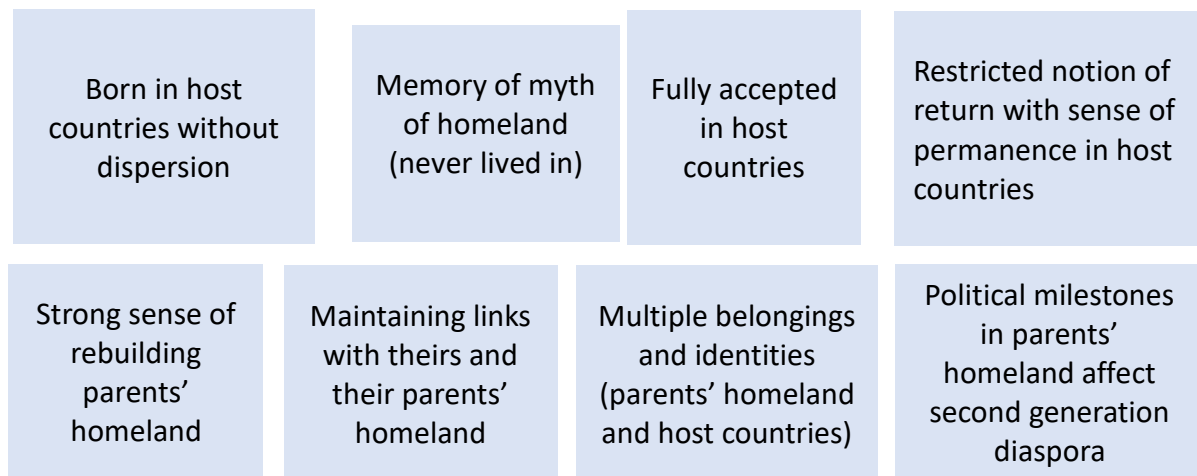 Born in host
countries without
dispersion
Memory of myth
of homeland
(never lived in)
Fully accepted
in host
countries
Restricted notion of
return with sense of
permanence in host
countries
Strong sense of
rebuilding
parents’
homeland
Maintaining links
with theirs and
their parents’
homeland
Multiple belongings
and identities
(parents’ homeland
and host countries)
Political milestones
in parents’
homeland affect
second generation
diaspora